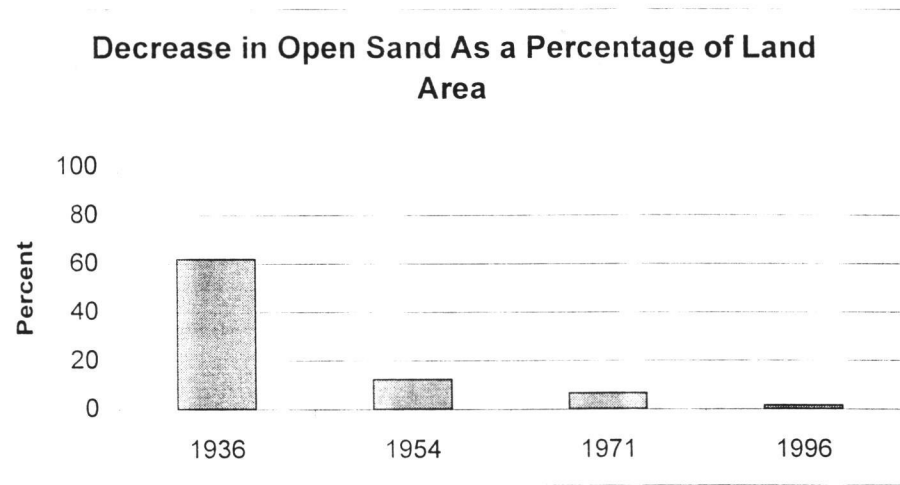 Decrease in Open Sand As a Percentage of Land
Area
100
80
60
40
20
0
Percent
1936 1954 1971 1996